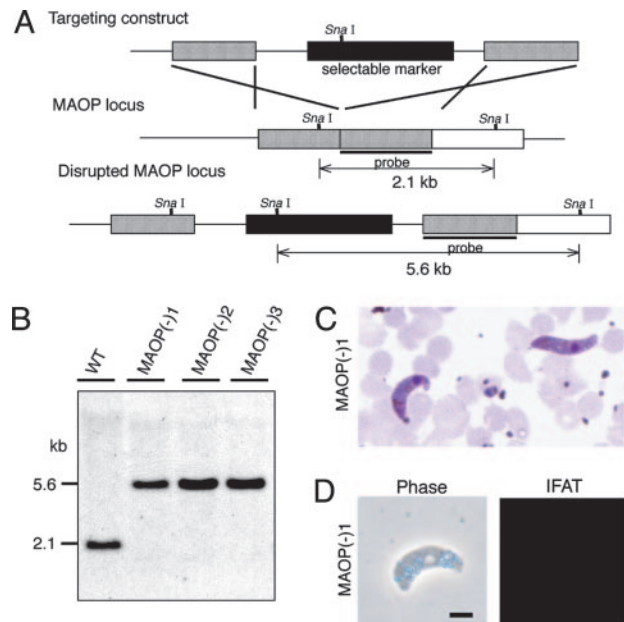 A
Targeting construct
Sna I
selectable marker
MAOP locus
Sna I
Sna I
probe
2.1 kb
Disrupted MAOP locus
Sna I
Sna I
Sna I
probe
5.6 kb
B
WT
MAOP(-)1
MAOP(-)2
MAOP(-)3
kb
5.6
2.1
C
MAOP(-)1
D
Phase
IFAT
MAOP(-)1